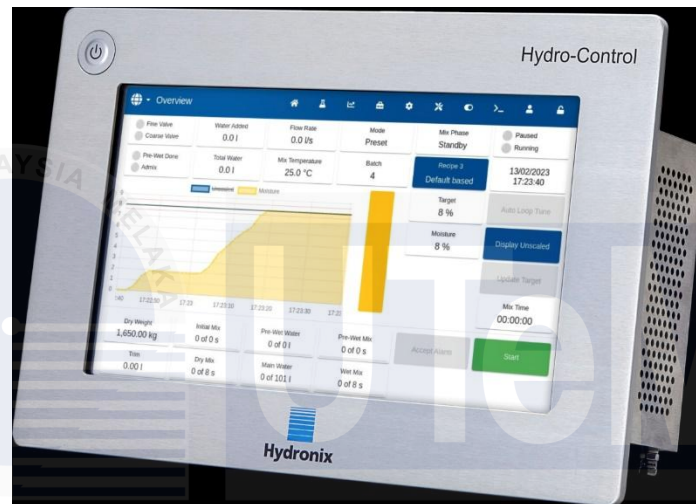 Hydro-Control
Overview
Fine Valve
Coarse Valve
Water Added
0.0 l
Flow Rate
0.0 l/s
Mode
Preset
Mix Phase
Standby
Paused
Running
Pre-Wet Done
Admix
Total Water
0.0 l
Mix Temperature
25.0 °C
Batch
4
Recipe 3
Default based
13/02/2023
17:23:40
Unscaled
Moisture
Target
8 %
Auto Loop Tune
Moisture
8 %
Display Unscaled
Update Target
Mix Time
00:00:00
Dry Weight
1,650.00 kg
Initial Mix
0 of 0 s
Pre-Wet Water
0 of 0 l
Pre-Wet Mix
0 of 0 s
Accept Alarm
Start
Trim
0.00 l
Dry Mix
0 of 8 s
Main Water
0 of 101 l
Wet Mix
0 of 8 s
Hydronix
AYSIA MELAKA
UTeM